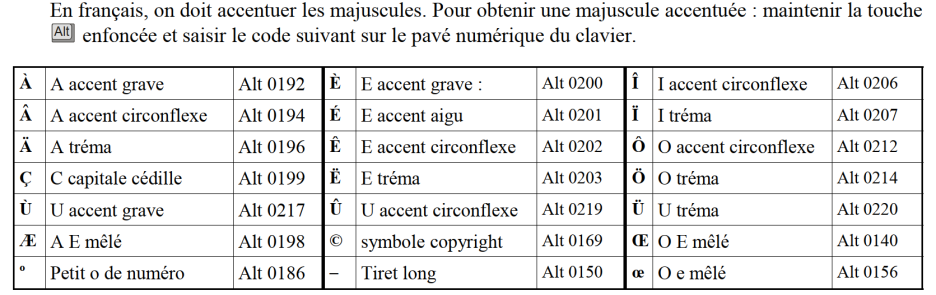 En français, on doit accentuer les majuscules. Pour obtenir une majuscule accentuée : maintenir la touche
Alt enfoncée et saisir le code suivant sur le pavé numérique du clavier.
À A accent grave Alt 0192 È E accent grave : Alt 0200 Î I accent circonflexe Alt 0206
Â A accent circonflexe Alt 0194 É E accent aigu Alt 0201 Ï I tréma Alt 0207
Ä A tréma Alt 0196 Ê E accent circonflexe Alt 0202 Ô O accent circonflexe Alt 0212
Ç C capitale cédille Alt 0199 Ë E tréma Alt 0203 Ö O tréma Alt 0214
Ù U accent grave Alt 0217 Û U accent circonflexe Alt 0219 Ü U tréma Alt 0220
Æ A E mêlé Alt 0198 © symbole copyright Alt 0169 Œ O E mêlé Alt 0140
º Petit o de numéro Alt 0186 – Tiret long Alt 0150 œ O e mêlé Alt 0156